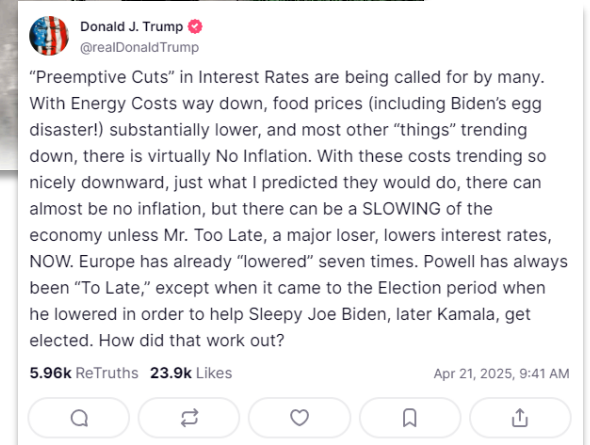 Donald J. Trump
@realDonaldTrump
“Preemptive Cuts” in Interest Rates are being called for by many.
With Energy Costs way down, food prices (including Biden’s egg
disaster!) substantially lower, and most other “things” trending
down, there is virtually No Inflation. With these costs trending so
nicely downward, just what I predicted they would do, there can
almost be no inflation, but there can be a SLOWING of the
economy unless Mr. Too Late, a major loser, lowers interest rates,
NOW. Europe has already “lowered” seven times. Powell has always
been “To Late,” except when it came to the Election period when
he lowered in order to help Sleepy Joe Biden, later Kamala, get
elected. How did that work out?
5.96k ReTruths 23.9k Likes Apr 21, 2025, 9:41 AM